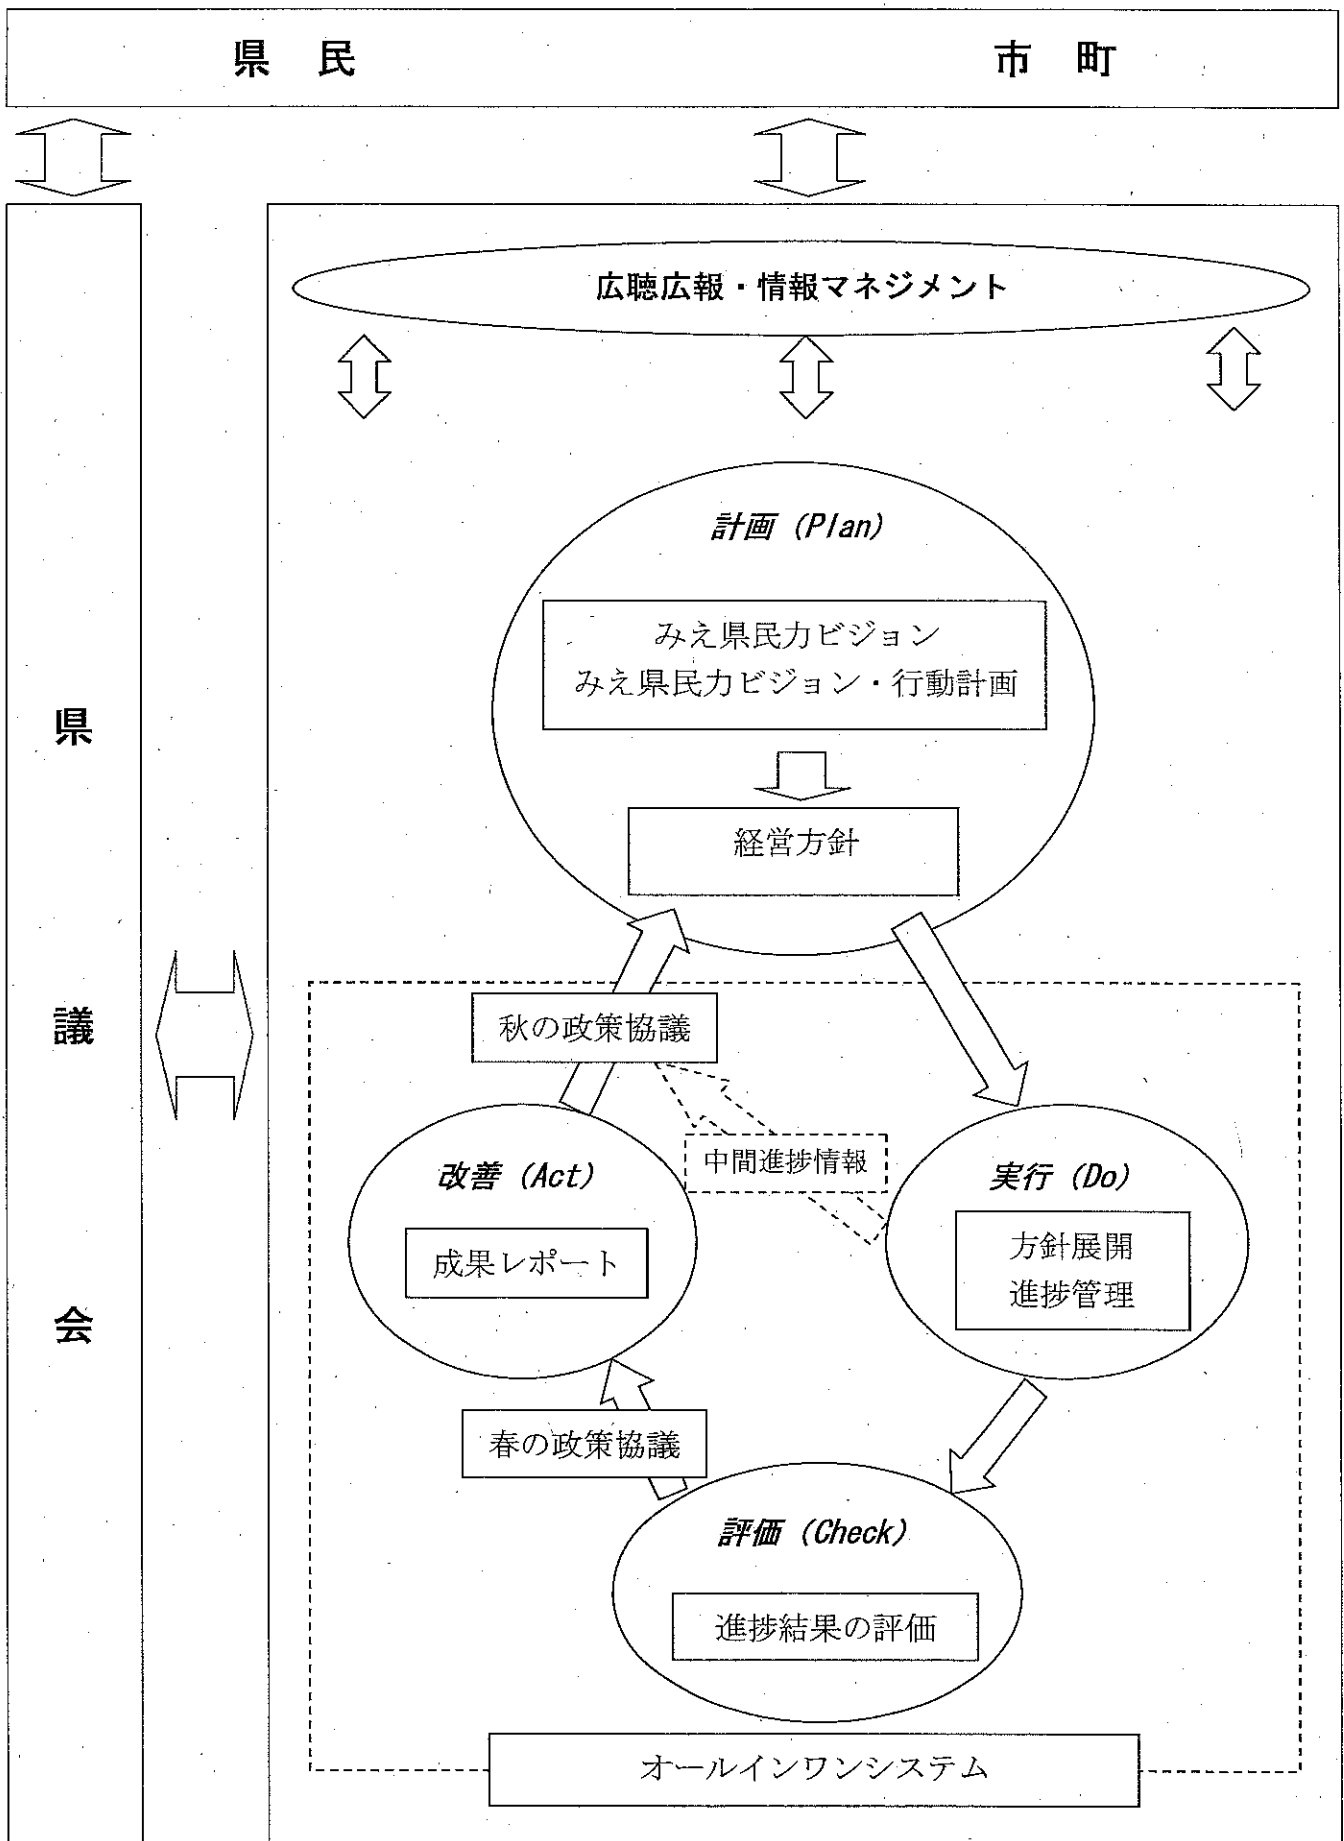 県 民
市 町
広聴広報・情報マネジメント
計画 (Plan)
みえ県民力ビジョン
みえ県民力ビジョン・行動計画
経営方針
県議会
秋の政策協議
中間進捗情報
改善 (Act)
成果レポート
実行 (Do)
方針展開
進捗管理
春の政策協議
評価 (Check)
進捗結果の評価
オールインワンシステム